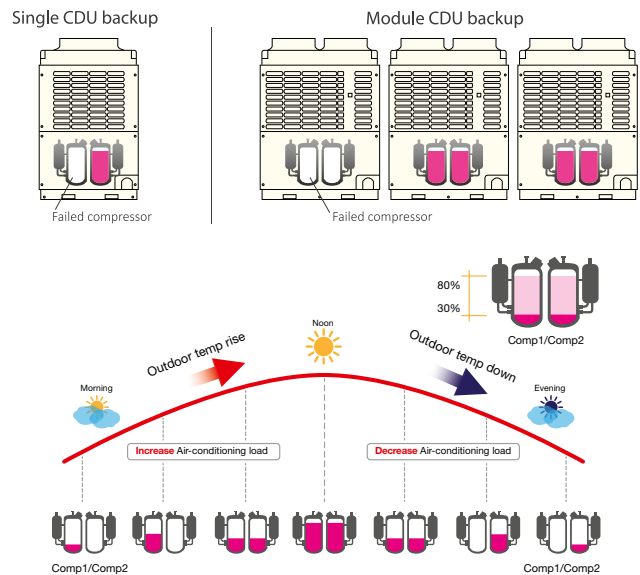 Single CDU backup
Module CDU backup
Failed compressor
Failed compressor
80%
30%
Comp1/Comp2
Noon
Outdoor temp rise
Outdoor temp down
Morning
Evening
Increase Air-conditioning load
Decrease Air-conditioning load
Comp1/Comp2
Comp1/Comp2